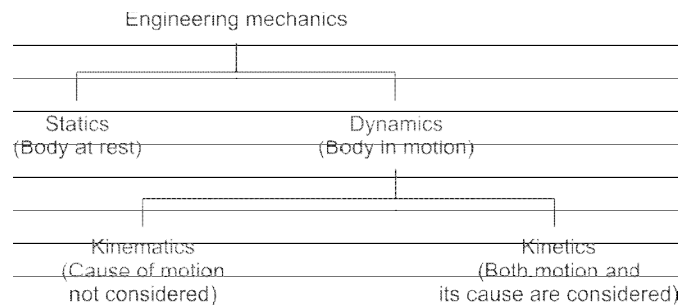 Engineering mechanics
Statics
(Body at rest)
Dynamics
(Body in motion)
Kinematics
(Cause of motion
not considered)
Kinetics
(Both motion and
its cause are considered)